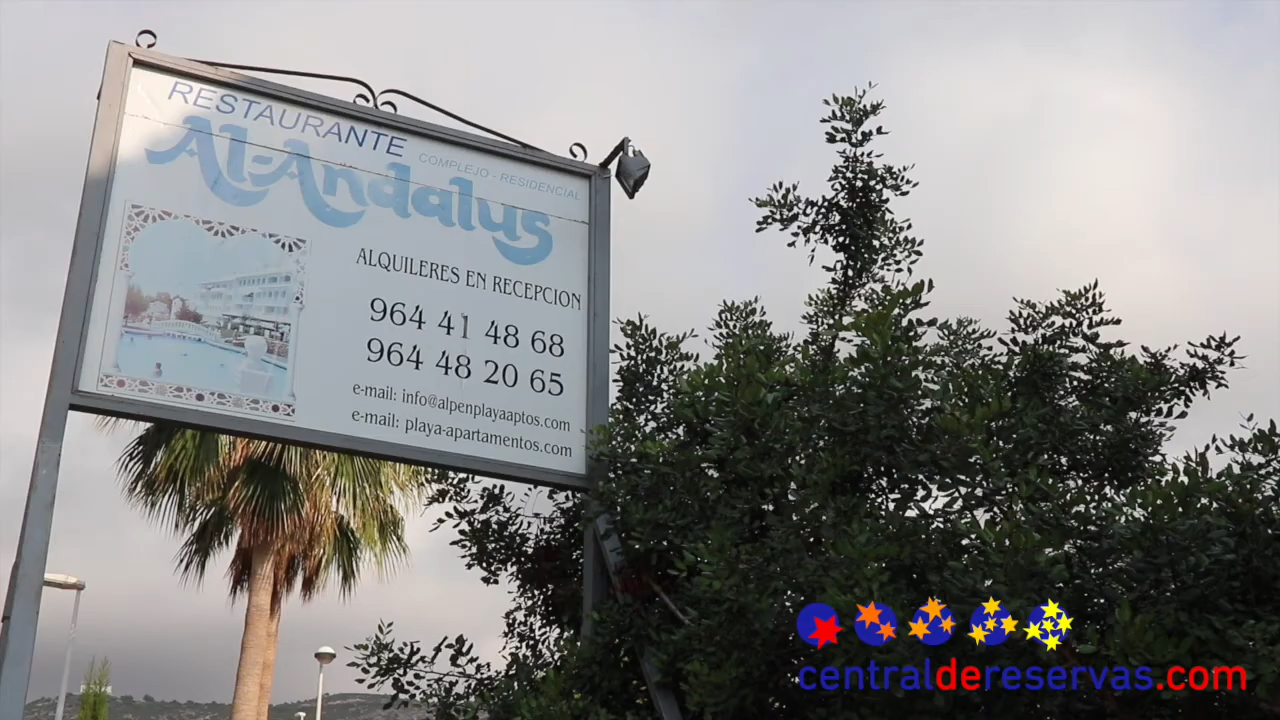 RESTAURANTE
Al-Andalus
COMPLEJO - RESIDENCIAL
ALQUILERES EN RECEPCION
964 41 48 68
964 48 20 65
e-mail: info@alpenplayaaptos.com
e-mail: playa-apartamentos.com
centraldereservas.com